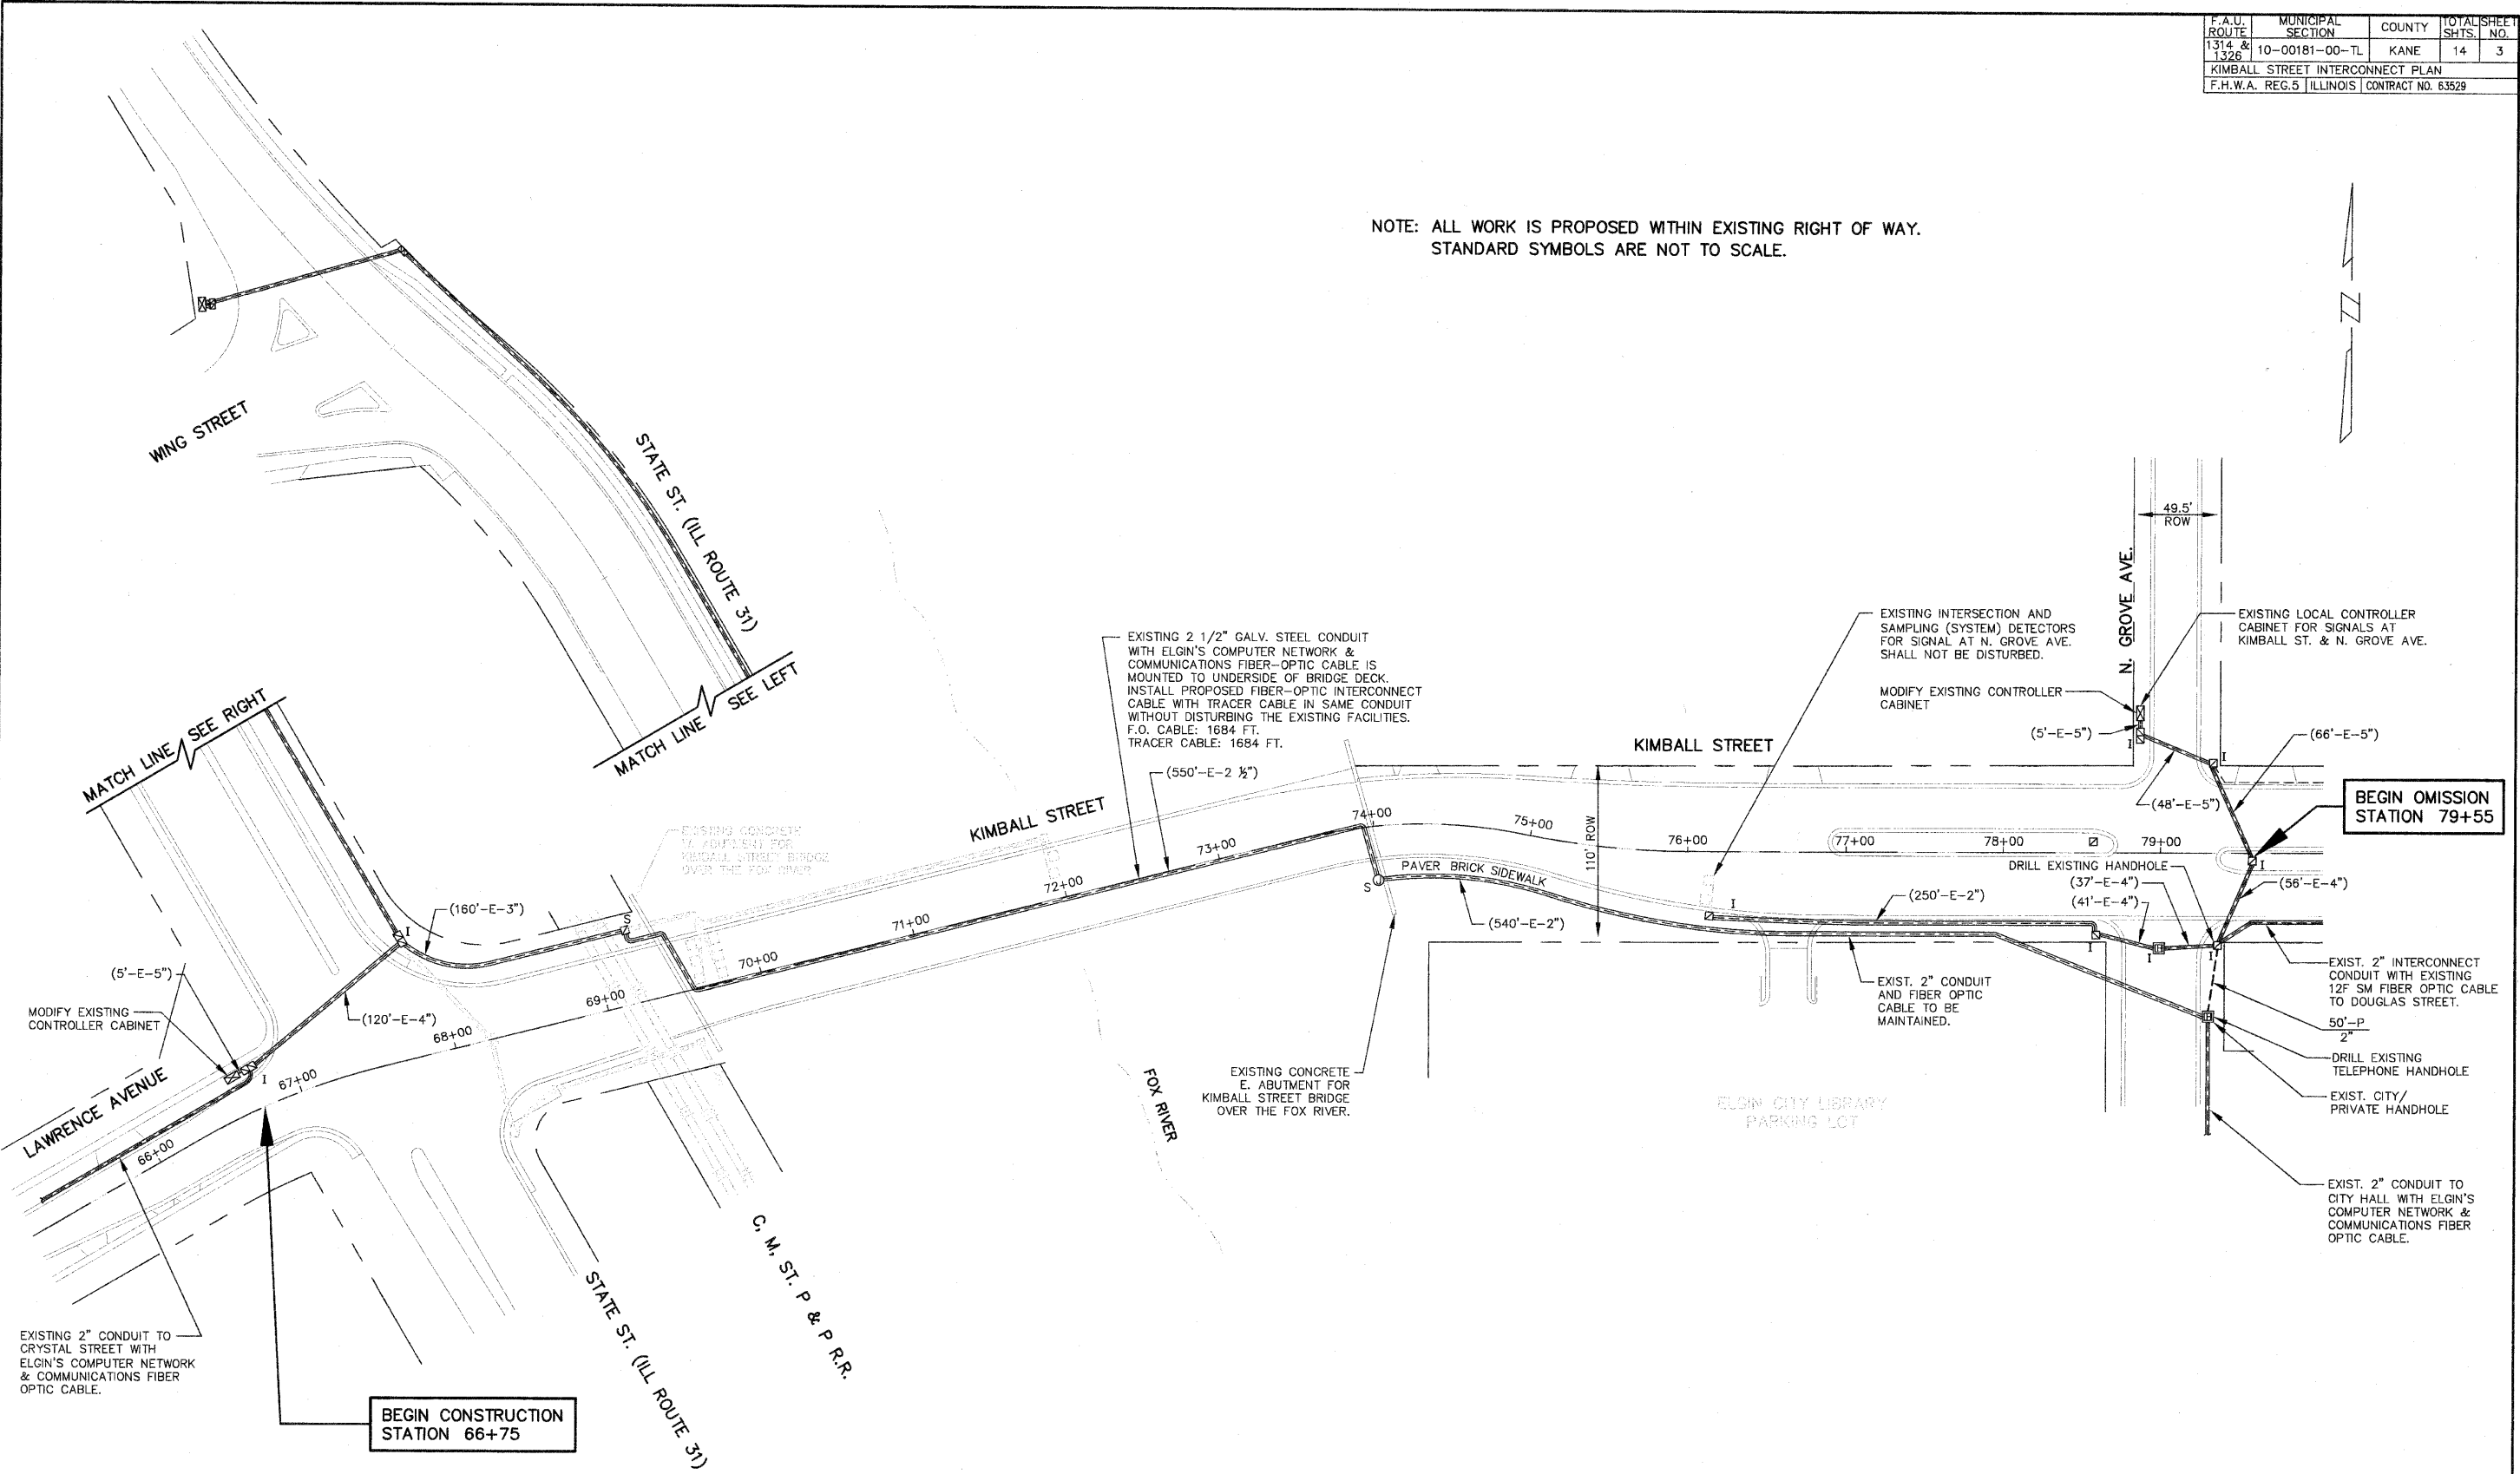 F.A.U. ROUTE MUNICIPAL SECTION COUNTY TOTAL SHTS. SHEET NO.
1314 & 1326 10-00181-00-TL KANE 14 3
KIMBALL STREET INTERCONNECT PLAN
F.H.W.A. REG.5 ILLINOIS CONTRACT NO. 63529
NOTE: ALL WORK IS PROPOSED WITHIN EXISTING RIGHT OF WAY.
STANDARD SYMBOLS ARE NOT TO SCALE.
N
WING STREET
STATE ST. (ILL ROUTE 31)
MATCH LINE SEE LEFT
MATCH LINE SEE RIGHT
49.5'
ROW
N. GROVE AVE.
EXISTING 2 1/2" GALV. STEEL CONDUIT
WITH ELGIN'S COMPUTER NETWORK &
COMMUNICATIONS FIBER-OPTIC CABLE IS
MOUNTED TO UNDERSIDE OF BRIDGE DECK.
INSTALL PROPOSED FIBER-OPTIC INTERCONNECT
CABLE WITH TRACER CABLE IN SAME CONDUIT
WITHOUT DISTURBING THE EXISTING FACILITIES.
F.O. CABLE: 1684 FT.
TRACER CABLE: 1684 FT.
(550'-E-2 ½")
EXISTING INTERSECTION AND
SAMPLING (SYSTEM) DETECTORS
FOR SIGNAL AT N. GROVE AVE.
SHALL NOT BE DISTURBED.
EXISTING LOCAL CONTROLLER
CABINET FOR SIGNALS AT
KIMBALL ST. & N. GROVE AVE.
MODIFY EXISTING CONTROLLER
CABINET
(5'-E-5")
I
I
(66'-E-5")
(48'-E-5")
KIMBALL STREET
BEGIN OMISSION
STATION 79+55
KIMBALL STREET
EXISTING CONCRETE
W. ABUTMENT FOR
KIMBALL STREET BRIDGE
OVER THE FOX RIVER
110' ROW
66+00
67+00
68+00
69+00
70+00
71+00
72+00
73+00
74+00
75+00
76+00
77+00
78+00
79+00
DRILL EXISTING HANDHOLE
(37'-E-4")
(41'-E-4")
(56'-E-4")
I
PAVER BRICK SIDEWALK
S
(540'-E-2")
I
(250'-E-2")
I
I
I
(160'-E-3")
S
I
(5'-E-5")
MODIFY EXISTING
CONTROLLER CABINET
(120'-E-4")
I
LAWRENCE AVENUE
EXIST. 2" CONDUIT
AND FIBER OPTIC
CABLE TO BE
MAINTAINED.
EXIST. 2" INTERCONNECT
CONDUIT WITH EXISTING
12F SM FIBER OPTIC CABLE
TO DOUGLAS STREET.
50'-P
2"
DRILL EXISTING
TELEPHONE HANDHOLE
EXIST. CITY/
PRIVATE HANDHOLE
EXISTING CONCRETE
E. ABUTMENT FOR
KIMBALL STREET BRIDGE
OVER THE FOX RIVER.
FOX RIVER
ELGIN CITY LIBRARY
PARKING LOT
EXIST. 2" CONDUIT TO
CITY HALL WITH ELGIN'S
COMPUTER NETWORK &
COMMUNICATIONS FIBER
OPTIC CABLE.
C, M, ST. P & P R.R.
STATE ST. (ILL ROUTE 31)
EXISTING 2" CONDUIT TO
CRYSTAL STREET WITH
ELGIN'S COMPUTER NETWORK
& COMMUNICATIONS FIBER
OPTIC CABLE.
BEGIN CONSTRUCTION
STATION 66+75